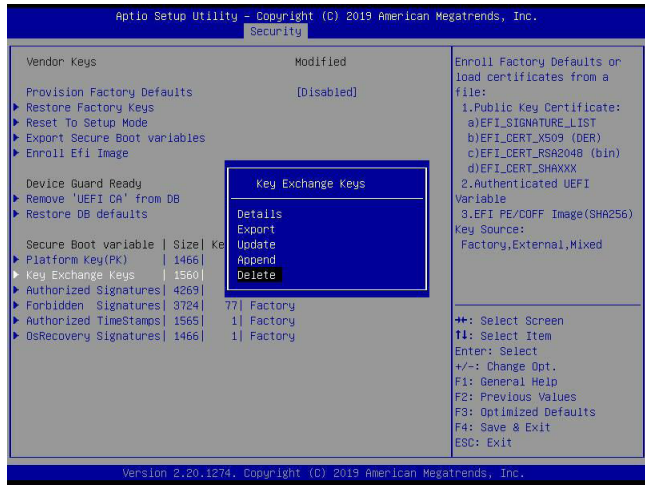 Aptio Setup Utility – Copyright (C) 2019 American Megatrends, Inc.
Security
Vendor Keys Modified
Provision Factory Defaults [Disabled]
Restore Factory Keys
Reset To Setup Mode
Export Secure Boot variables
Enroll Efi Image
Device Guard Ready
Remove 'UEFI CA' from DB
Restore DB defaults
Secure Boot variable | Size| Ke
Platform Key(PK) | 1466|
Key Exchange Keys | 1560|
Authorized Signatures| 4269|
Forbidden Signatures| 3724| 77| Factory
Authorized TimeStamps| 1565| 1| Factory
OsRecovery Signatures| 1466| 1| Factory
Key Exchange Keys
Details
Export
Update
Append
Delete
Enroll Factory Defaults or
load certificates from a
file:
1.Public Key Certificate:
a)EFI_SIGNATURE_LIST
b)EFI_CERT_X509 (DER)
c)EFI_CERT_RSA2048 (bin)
d)EFI_CERT_SHAXXX
2.Authenticated UEFI
Variable
3.EFI PE/COFF Image(SHA256)
Key Source:
Factory,External,Mixed
→←: Select Screen
↑↓: Select Item
Enter: Select
+/-: Change Opt.
F1: General Help
F2: Previous Values
F3: Optimized Defaults
F4: Save & Exit
ESC: Exit
Version 2.20.1274. Copyright (C) 2019 American Megatrends, Inc.